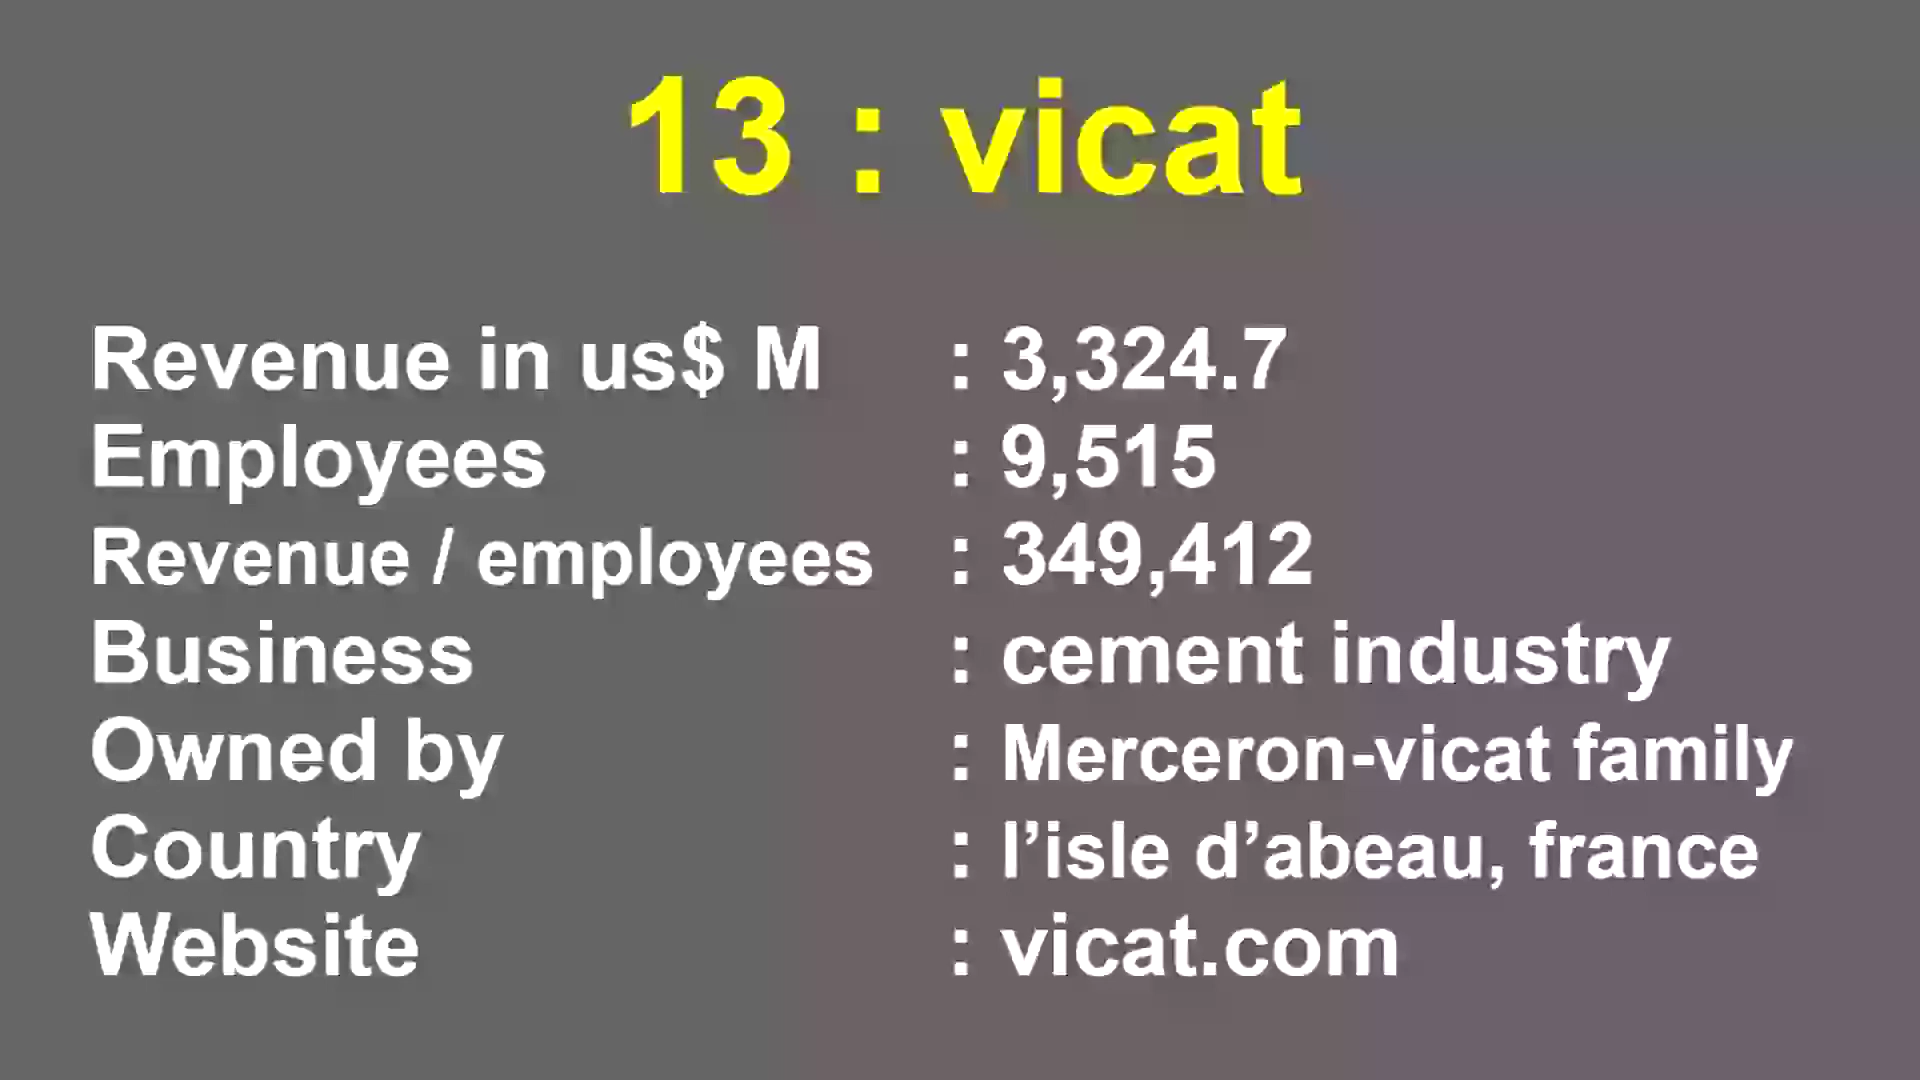 13 : vicat
Revenue in us$ M : 3,324.7
Employees : 9,515
Revenue / employees : 349,412
Business : cement industry
Owned by : Merceron-vicat family
Country : l’isle d’abeau, france
Website : vicat.com